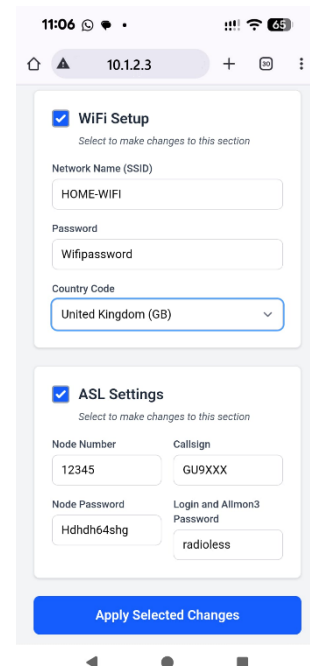 11:06
65
10.1.2.3
30
WiFi Setup
Select to make changes to this section
Network Name (SSID)
HOME-WIFI
Password
Wifipassword
Country Code
United Kingdom (GB)
ASL Settings
Select to make changes to this section
Node Number
12345
Callsign
GU9XXX
Node Password
Hdhdh64shg
Login and Allmon3
Password
radioless
Apply Selected Changes